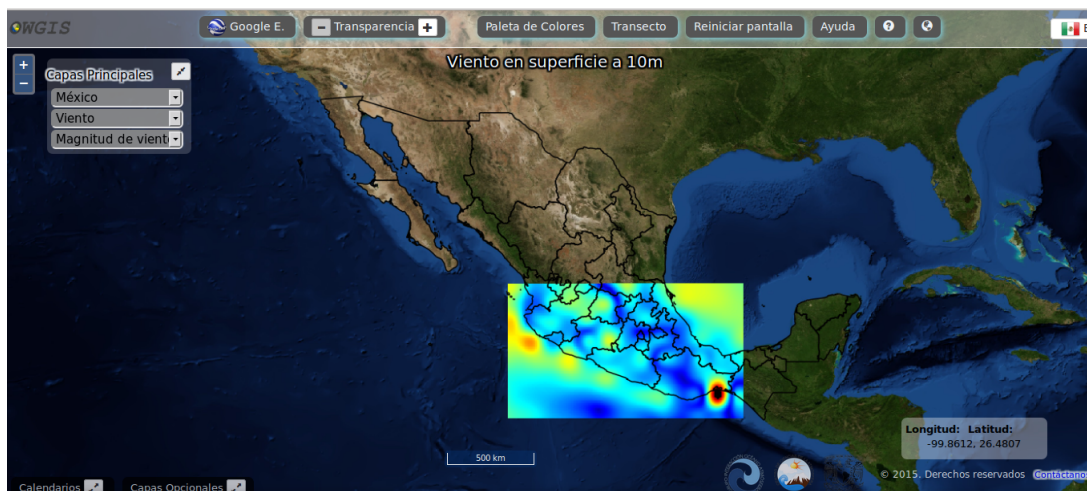 OWGIS
Google E.
− Transparencia +
Paleta de Colores
Transecto
Reiniciar pantalla
Ayuda
?
E
Viento en superficie a 10m
+
−
Capas Principales
México
Viento
Magnitud de vient
500 km
Longitud: Latitud:
-99.8612, 26.4807
© 2015. Derechos reservados Contáctano
Calendarios
Capas Opcionales